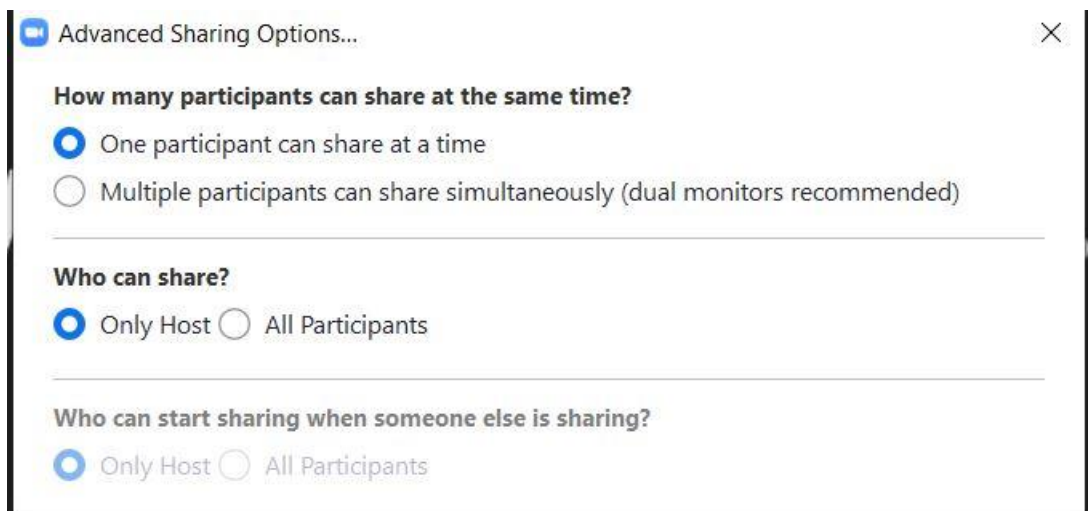 Advanced Sharing Options...
How many participants can share at the same time?
One participant can share at a time
Multiple participants can share simultaneously (dual monitors recommended)
Who can share?
Only Host All Participants
Who can start sharing when someone else is sharing?
Only Host All Participants